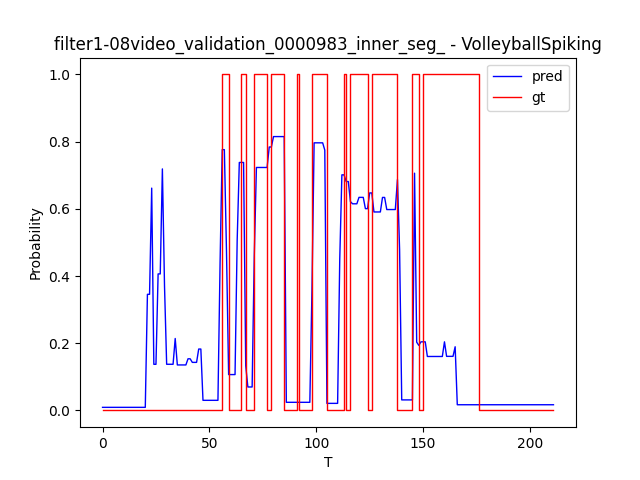 filter1-08video_validation_0000983_inner_seg_ - VolleyballSpiking
pred
gt
1.0
0.8
0.6
0.4
0.2
0.0
Probability
0
50
100
150
200
T